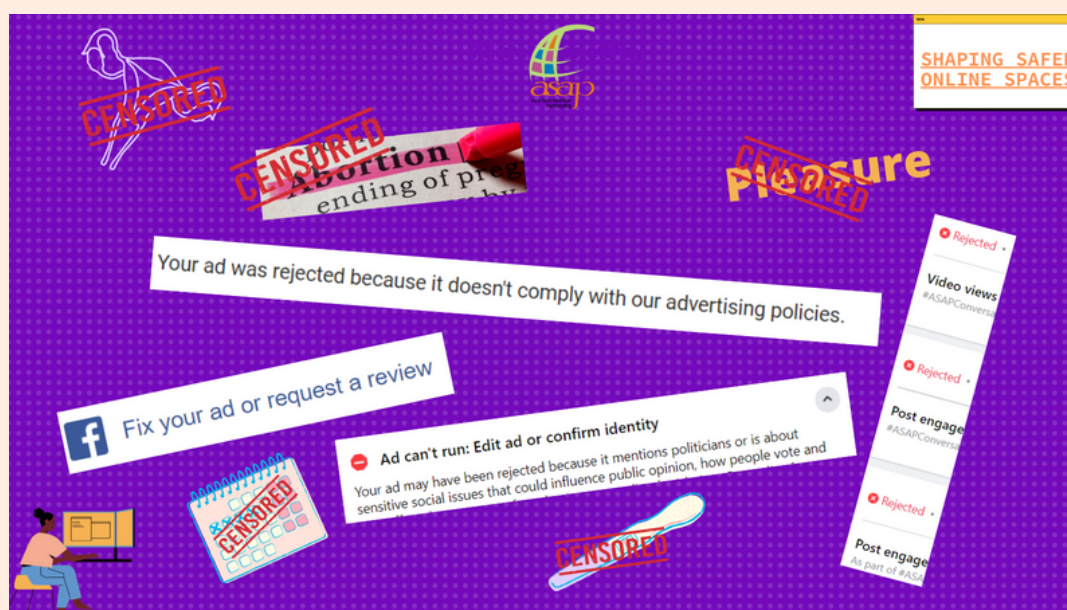 CENSORED
asap
SHAPING SAFER
ONLINE SPACES
CENSORED
Abortion
ending of preg
by
CENSORED
Pleasure
Your ad was rejected because it doesn't comply with our advertising policies.
Rejected
Video views
#ASAPConversa
Rejected
Post engage
#ASAPConversa
Rejected
Post engage
As part of #ASA
f Fix your ad or request a review
Ad can't run: Edit ad or confirm identity
Your ad may have been rejected because it mentions politicians or is about
sensitive social issues that could influence public opinion, how people vote and
CENSORED
CENSORED